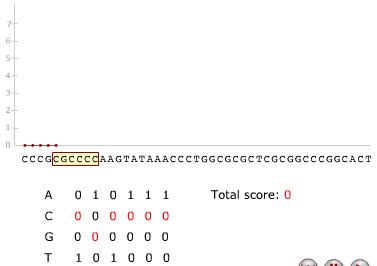 7
6
5
4
3
2
1
0
CCCGCGCCCCAAGTATAAACCCTGGCGCGCTCGCGGCCCGGCACT
A 0 1 0 1 1 1 Total score: 0
C 0 0 0 0 0 0
G 0 0 0 0 0 0
T 1 0 1 0 0 0